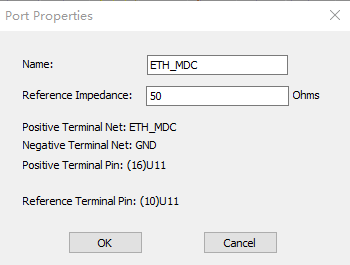 Port Properties
Name: ETH_MDC
Reference Impedance: 50 Ohms
Positive Terminal Net: ETH_MDC
Negative Terminal Net: GND
Positive Terminal Pin: (16)U11
Reference Terminal Pin: (10)U11
OK Cancel